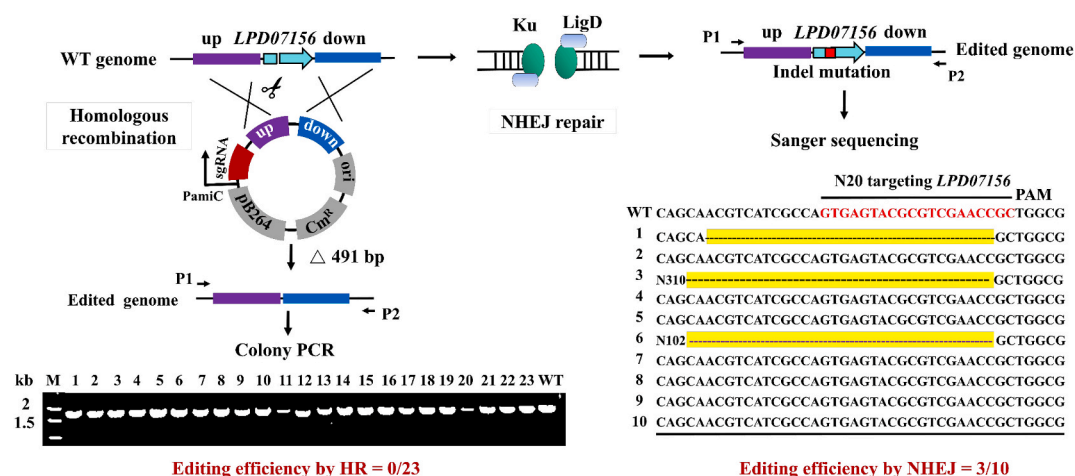 up LPD07156 down
WT genome
Homologous
recombination
up
down
sgRNA
ori
PamiC
pB264
CmR
△ 491 bp
P1
Edited genome
P2
Colony PCR
kb M 1 2 3 4 5 6 7 8 9 10 11 12 13 14 15 16 17 18 19 20 21 22 23 WT
2
1.5
Editing efficiency by HR = 0/23
Ku
LigD
NHEJ repair
up LPD07156 down
P1
Edited genome
P2
Indel mutation
Sanger sequencing
N20 targeting LPD07156
PAM
WT CAGCAACGTCATCGCCAGTGAGTACGCGTCGAACCGCTGGCG
1 CAGCA---GCTGGCG
2 CAGCAACGTCATCGCCAGTGAGTACGCGTCGAACCGCTGGCG
3 N310---GCTGGCG
4 CAGCAACGTCATCGCCAGTGAGTACGCGTCGAACCGCTGGCG
5 CAGCAACGTCATCGCCAGTGAGTACGCGTCGAACCGCTGGCG
6 N102---GCTGGCG
7 CAGCAACGTCATCGCCAGTGAGTACGCGTCGAACCGCTGGCG
8 CAGCAACGTCATCGCCAGTGAGTACGCGTCGAACCGCTGGCG
9 CAGCAACGTCATCGCCAGTGAGTACGCGTCGAACCGCTGGCG
10 CAGCAACGTCATCGCCAGTGAGTACGCGTCGAACCGCTGGCG
Editing efficiency by NHEJ = 3/10